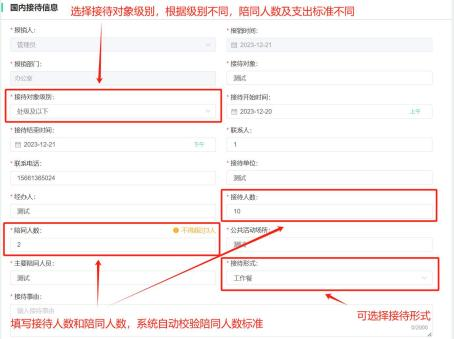 国内接待信息
选择接待对象级别，根据级别不同，陪同人数及支出标准不同
* 报销人：
* 报销时间：
管理员
2023-12-21
* 报销部门：
* 接待对象：
办公室
测试
* 接待对象级别：
* 接待开始时间：
处级及以下
2023-12-20
上午
* 接待结束时间：
* 联系人：
2023-12-21
下午
1
* 联系电话：
* 接待单位：
15661365024
测试
* 经办人：
* 接待人数：
测试
10
* 陪同人数：
不得超过3人
* 公共活动场所：
2
测试
* 主要陪同人员：
* 接待形式：
测试
工作餐
* 接待事由：
填写接待人数和陪同人数，系统自动校验陪同人数标准
可选择接待形式
0/2000